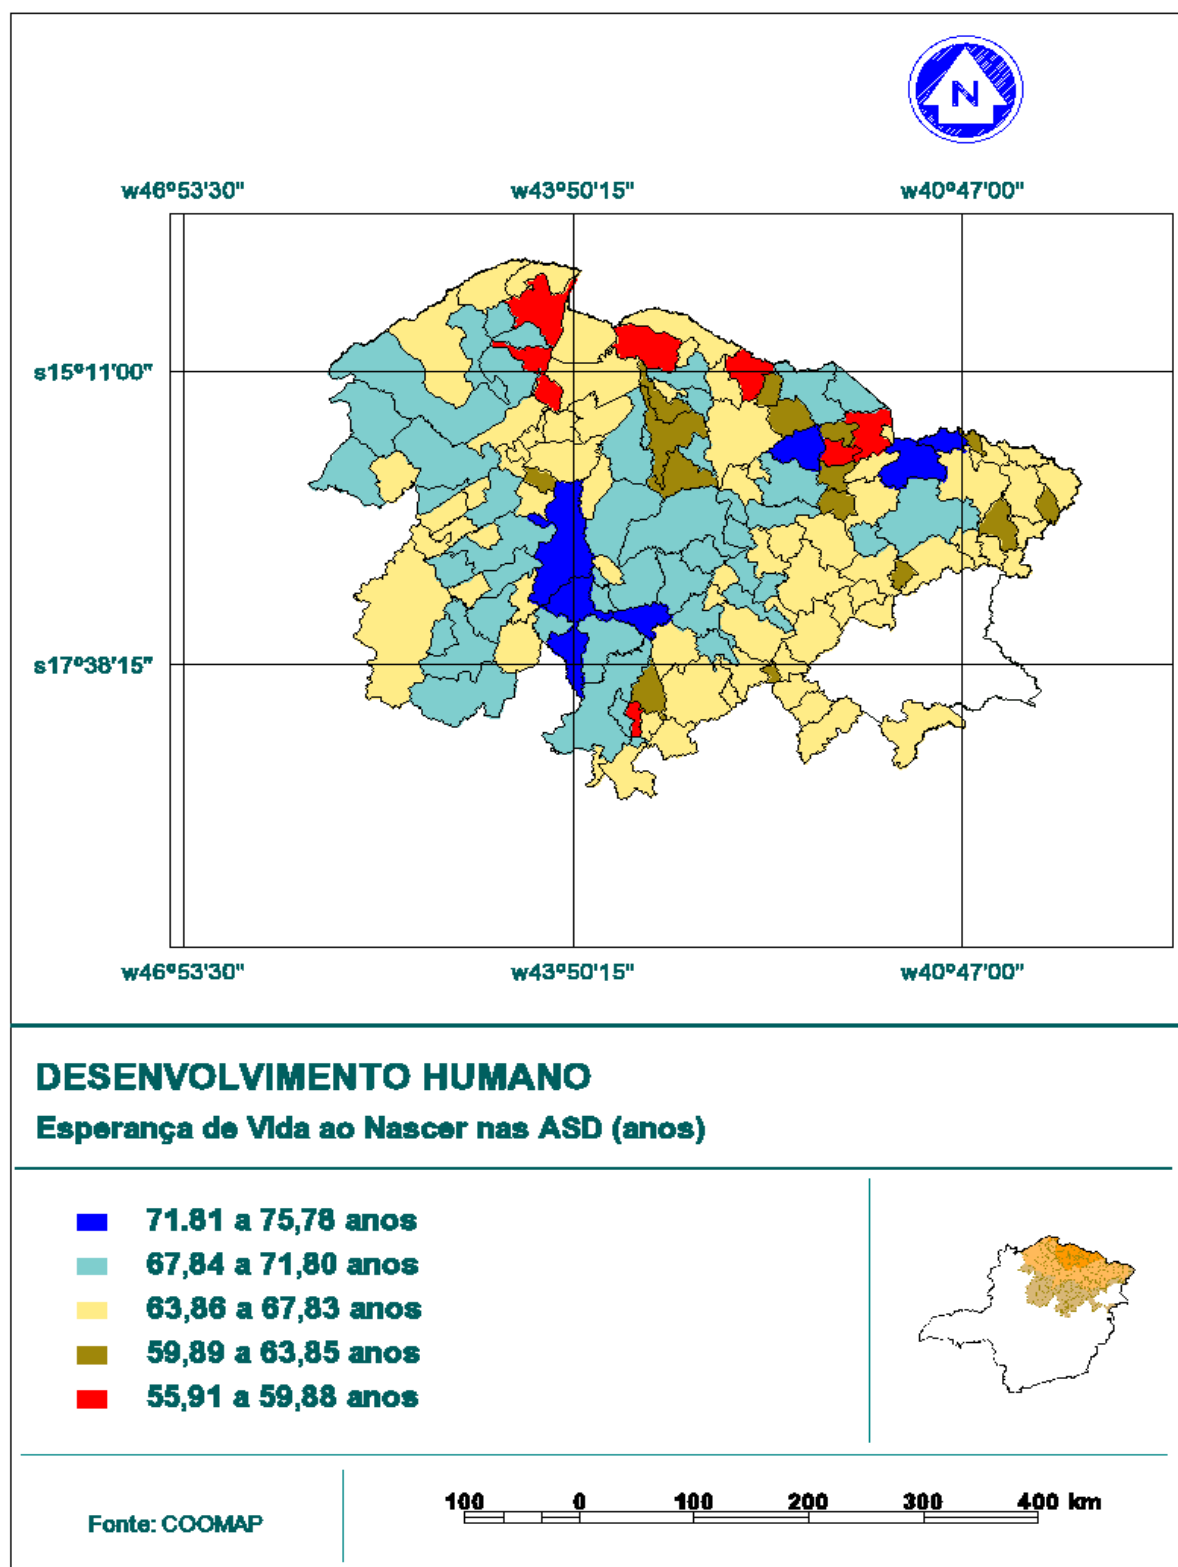 N
w46º53'30" w43º50'15" w40º47'00"
s15º11'00"
s17º38'15"
w46º53'30" w43º50'15" w40º47'00"
DESENVOLVIMENTO HUMANO
Esperança de Vida ao Nascer nas ASD (anos)
71.81 a 75,78 anos
67,84 a 71,80 anos
63,86 a 67,83 anos
59,89 a 63,85 anos
55,91 a 59,88 anos
100 0 100 200 300 400 km
Fonte: COOMAP